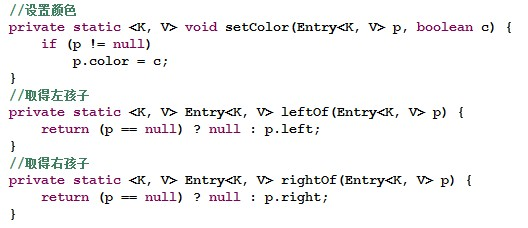 //设置颜色
private static <K, V> void setColor(Entry<K, V> p, boolean c) {
    if (p != null)
        p.color = c;
}
//取得左孩子
private static <K, V> Entry<K, V> leftOf(Entry<K, V> p) {
    return (p == null) ? null : p.left;
}
//取得右孩子
private static <K, V> Entry<K, V> rightOf(Entry<K, V> p) {
    return (p == null) ? null : p.right;
}